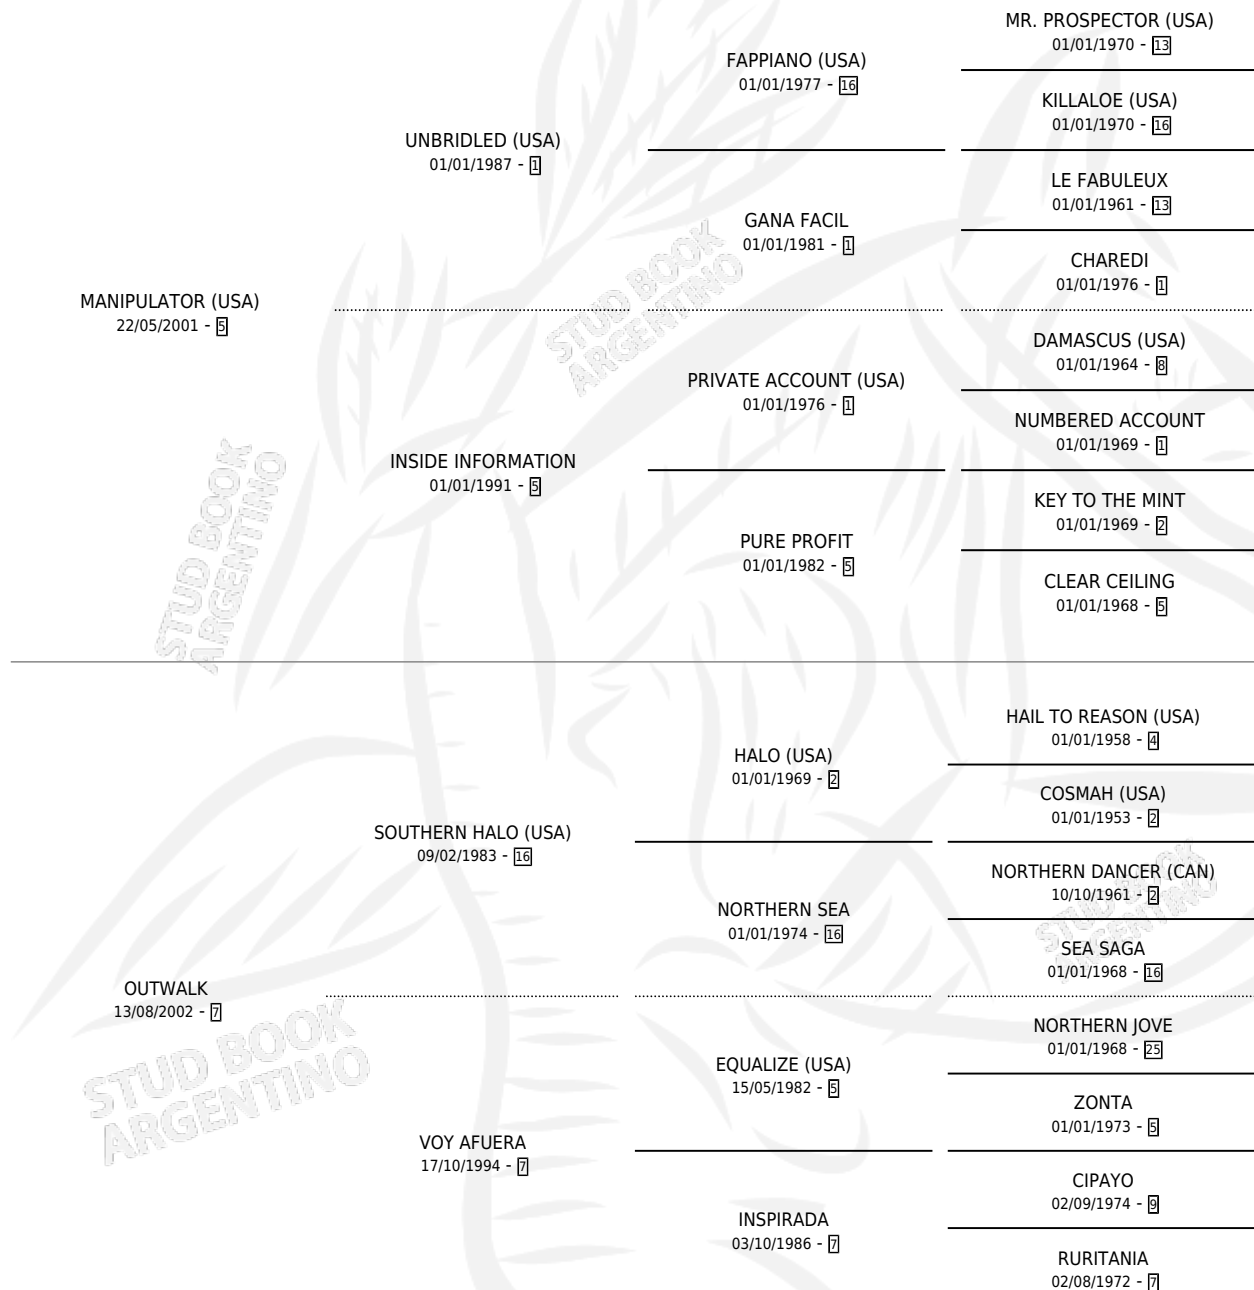 MR. PROSPECTOR (USA)
01/01/1970 - 13
FAPPIANO (USA)
01/01/1977 - 16
KILLALOE (USA)
01/01/1970 - 16
UNBRIDLED (USA)
01/01/1987 - 1
LE FABULEUX
01/01/1961 - 13
GANA FACIL
01/01/1981 - 1
CHAREDI
01/01/1976 - 1
MANIPULATOR (USA)
22/05/2001 - 5
DAMASCUS (USA)
01/01/1964 - 8
PRIVATE ACCOUNT (USA)
01/01/1976 - 1
NUMBERED ACCOUNT
01/01/1969 - 1
INSIDE INFORMATION
01/01/1991 - 5
KEY TO THE MINT
01/01/1969 - 2
PURE PROFIT
01/01/1982 - 5
CLEAR CEILING
01/01/1968 - 5
HAIL TO REASON (USA)
01/01/1958 - 4
HALO (USA)
01/01/1969 - 2
COSMAH (USA)
01/01/1953 - 2
SOUTHERN HALO (USA)
09/02/1983 - 16
NORTHERN DANCER (CAN)
10/10/1961 - 2
NORTHERN SEA
01/01/1974 - 16
SEA SAGA
01/01/1968 - 16
OUTWALK
13/08/2002 - 7
NORTHERN JOVE
01/01/1968 - 25
EQUALIZE (USA)
15/05/1982 - 5
ZONTA
01/01/1973 - 5
VOY AFUERA
17/10/1994 - 7
CIPAYO
02/09/1974 - 9
INSPIRADA
03/10/1986 - 7
RURITANIA
02/08/1972 - 7
STUD BOOK
ARGENTINO
STUD BOOK
ARGENTINO
STUD BOOK
ARGENTINO
STUD BOOK
ARGENTINO